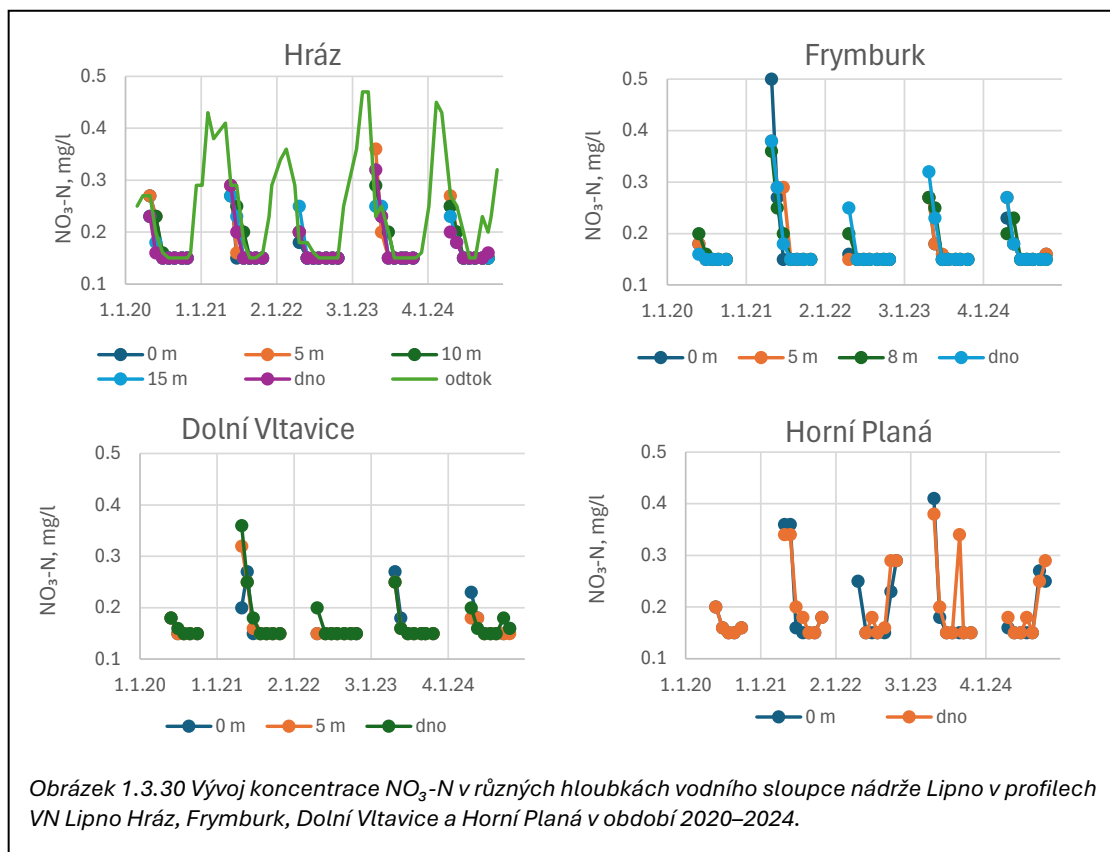 Hráz
NO₃-N, mg/l
0.5
0.4
0.3
0.2
0.1
1.1.20
1.1.21
2.1.22
3.1.23
4.1.24
0 m
5 m
10 m
15 m
dno
odtok
Frymburk
NO₃-N, mg/l
0.5
0.4
0.3
0.2
0.1
1.1.20
1.1.21
2.1.22
3.1.23
4.1.24
0 m
5 m
8 m
dno
Dolní Vltavice
NO₃-N, mg/l
0.5
0.4
0.3
0.2
0.1
1.1.20
1.1.21
2.1.22
3.1.23
4.1.24
0 m
5 m
dno
Horní Planá
NO₃-N, mg/l
0.5
0.4
0.3
0.2
0.1
1.1.20
1.1.21
2.1.22
3.1.23
4.1.24
0 m
dno
Obrázek 1.3.30 Vývoj koncentrace NO₃-N v různých hloubkách vodního sloupce nádrže Lipno v profilech
VN Lipno Hráz, Frymburk, Dolní Vltavice a Horní Planá v období 2020–2024.